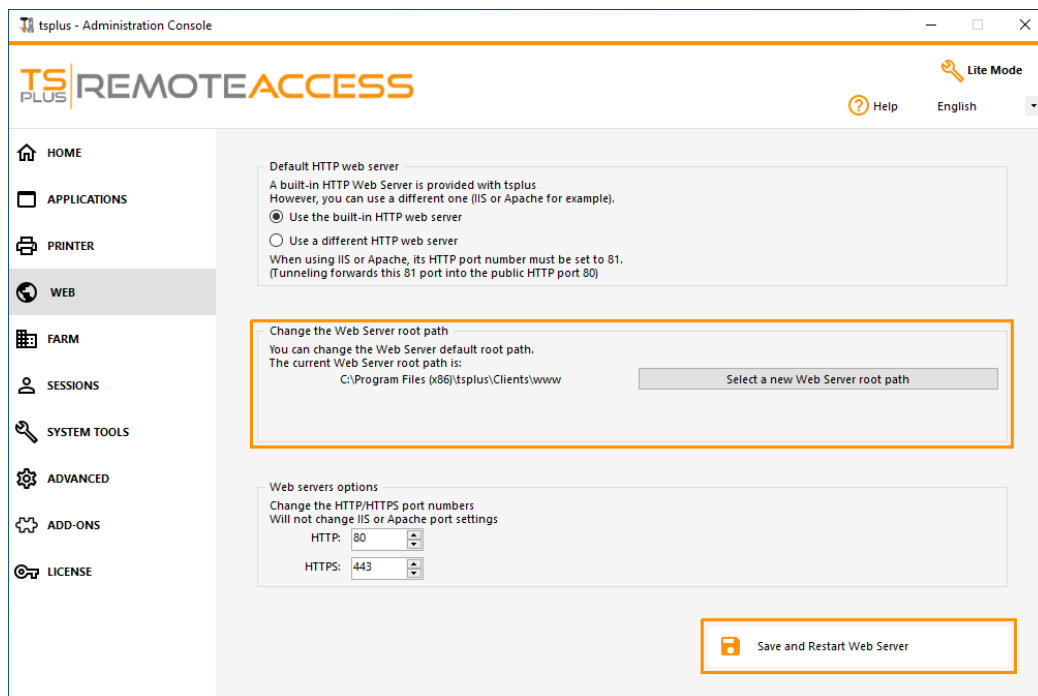 tsplus - Administration Console
TS PLUS REMOTEACCESS
Lite Mode
Help
English
HOME
APPLICATIONS
PRINTER
WEB
FARM
SESSIONS
SYSTEM TOOLS
ADVANCED
ADD-ONS
LICENSE
Default HTTP web server
A built-in HTTP Web Server is provided with tsplus
However, you can use a different one (IIS or Apache for example).
Use the built-in HTTP web server
Use a different HTTP web server
When using IIS or Apache, its HTTP port number must be set to 81.
(Tunneling forwards this 81 port into the public HTTP port 80)
Change the Web Server root path
You can change the Web Server default root path.
The current Web Server root path is:
C:\Program Files (x86)\tsplus\Clients\www
Select a new Web Server root path
Web servers options
Change the HTTP/HTTPS port numbers
Will not change IIS or Apache port settings
HTTP: 80
HTTPS: 443
Save and Restart Web Server